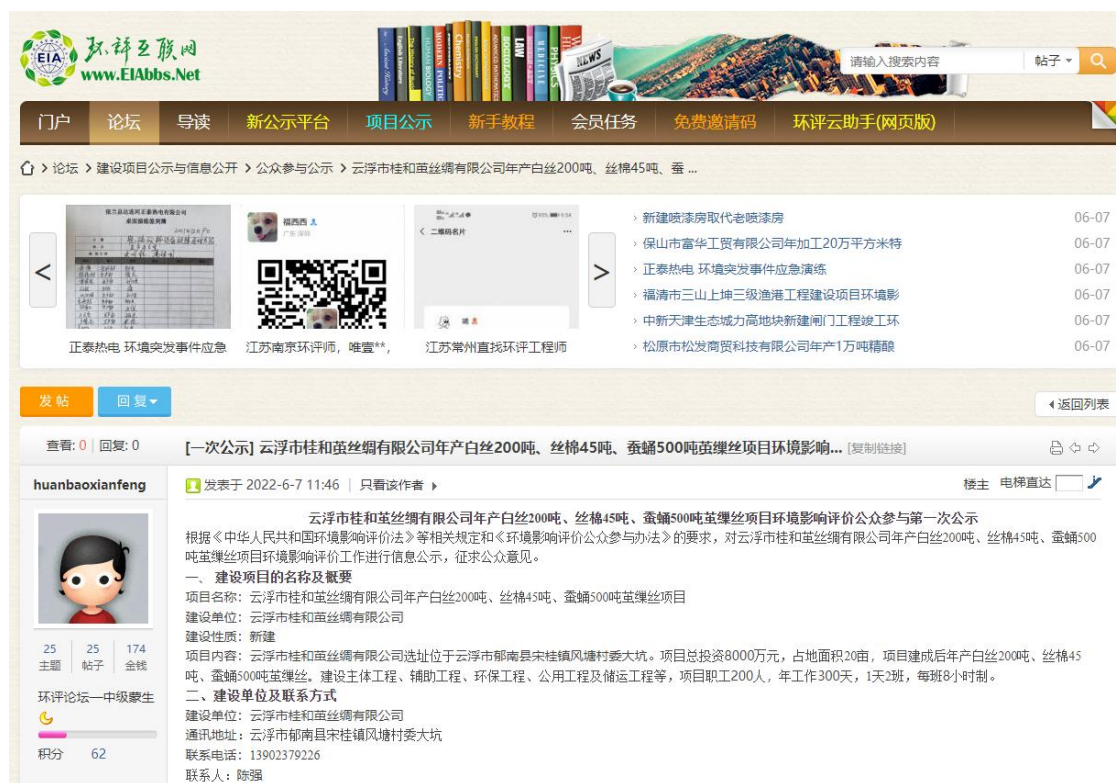 环评互联网
www.EIAbbs.Net
EIA
SOCIOLOGY
LAW
MEDICINE
NEWS
请输入搜索内容
帖子
门户 论坛 导读 新公示平台 项目公示 新手教程 会员任务 免费邀请码 环评云助手(网页版)
论坛 > 建设项目公示与信息公开 > 公众参与公示 > 云浮市桂和茧丝绸有限公司年产白丝200吨、丝棉45吨、蚕 ...
福西西
二维码名片
正泰热电 环境突发事件应急
江苏南京环评师，唯壹**,
江苏常州直找环评工程师
新建喷漆房取代老喷漆房 06-07
保山市富华工贸有限公司年加工20万平方米特 06-07
正泰热电 环境突发事件应急演练 06-07
福清市三山上坤三级渔港工程建设项目环境影 06-07
中新天津生态城力高地块新建闸门工程竣工环 06-07
松原市松发商贸科技有限公司年产1万吨精酿 06-07
发帖 回复
返回列表
查看: 0 | 回复: 0
[一次公示] 云浮市桂和茧丝绸有限公司年产白丝200吨、丝棉45吨、蚕蛹500吨茧缫丝项目环境影响... [复制链接]
huanbaoxianfeng
发表于 2022-6-7 11:46 | 只看该作者
楼主 电梯直达
25 25 174
主题 帖子 金钱
环评论坛—中级蒙生
积分 62
云浮市桂和茧丝绸有限公司年产白丝200吨、丝棉45吨、蚕蛹500吨茧缫丝项目环境影响评价公众参与第一次公示
根据《中华人民共和国环境影响评价法》等相关规定和《环境影响评价公众参与办法》的要求，对云浮市桂和茧丝绸有限公司年产白丝200吨、丝棉45吨、蚕蛹500
吨茧缫丝项目环境影响评价工作进行信息公示，征求公众意见。
一、 建设项目的名称及概要
项目名称：云浮市桂和茧丝绸有限公司年产白丝200吨、丝棉45吨、蚕蛹500吨茧缫丝项目
建设单位：云浮市桂和茧丝绸有限公司
建设性质：新建
项目内容：云浮市桂和茧丝绸有限公司选址位于云浮市郁南县宋桂镇风塘村委大坑。项目总投资8000万元，占地面积20亩，项目建成后年产白丝200吨、丝棉45
吨、蚕蛹500吨茧缫丝。建设主体工程、辅助工程、环保工程、公用工程及储运工程等，项目职工200人，年工作300天，1天2班，每班8小时制。
二、建设单位及联系方式
建设单位：云浮市桂和茧丝绸有限公司
通讯地址：云浮市郁南县宋桂镇风塘村委大坑
联系电话：13902379226
联系人：陈强